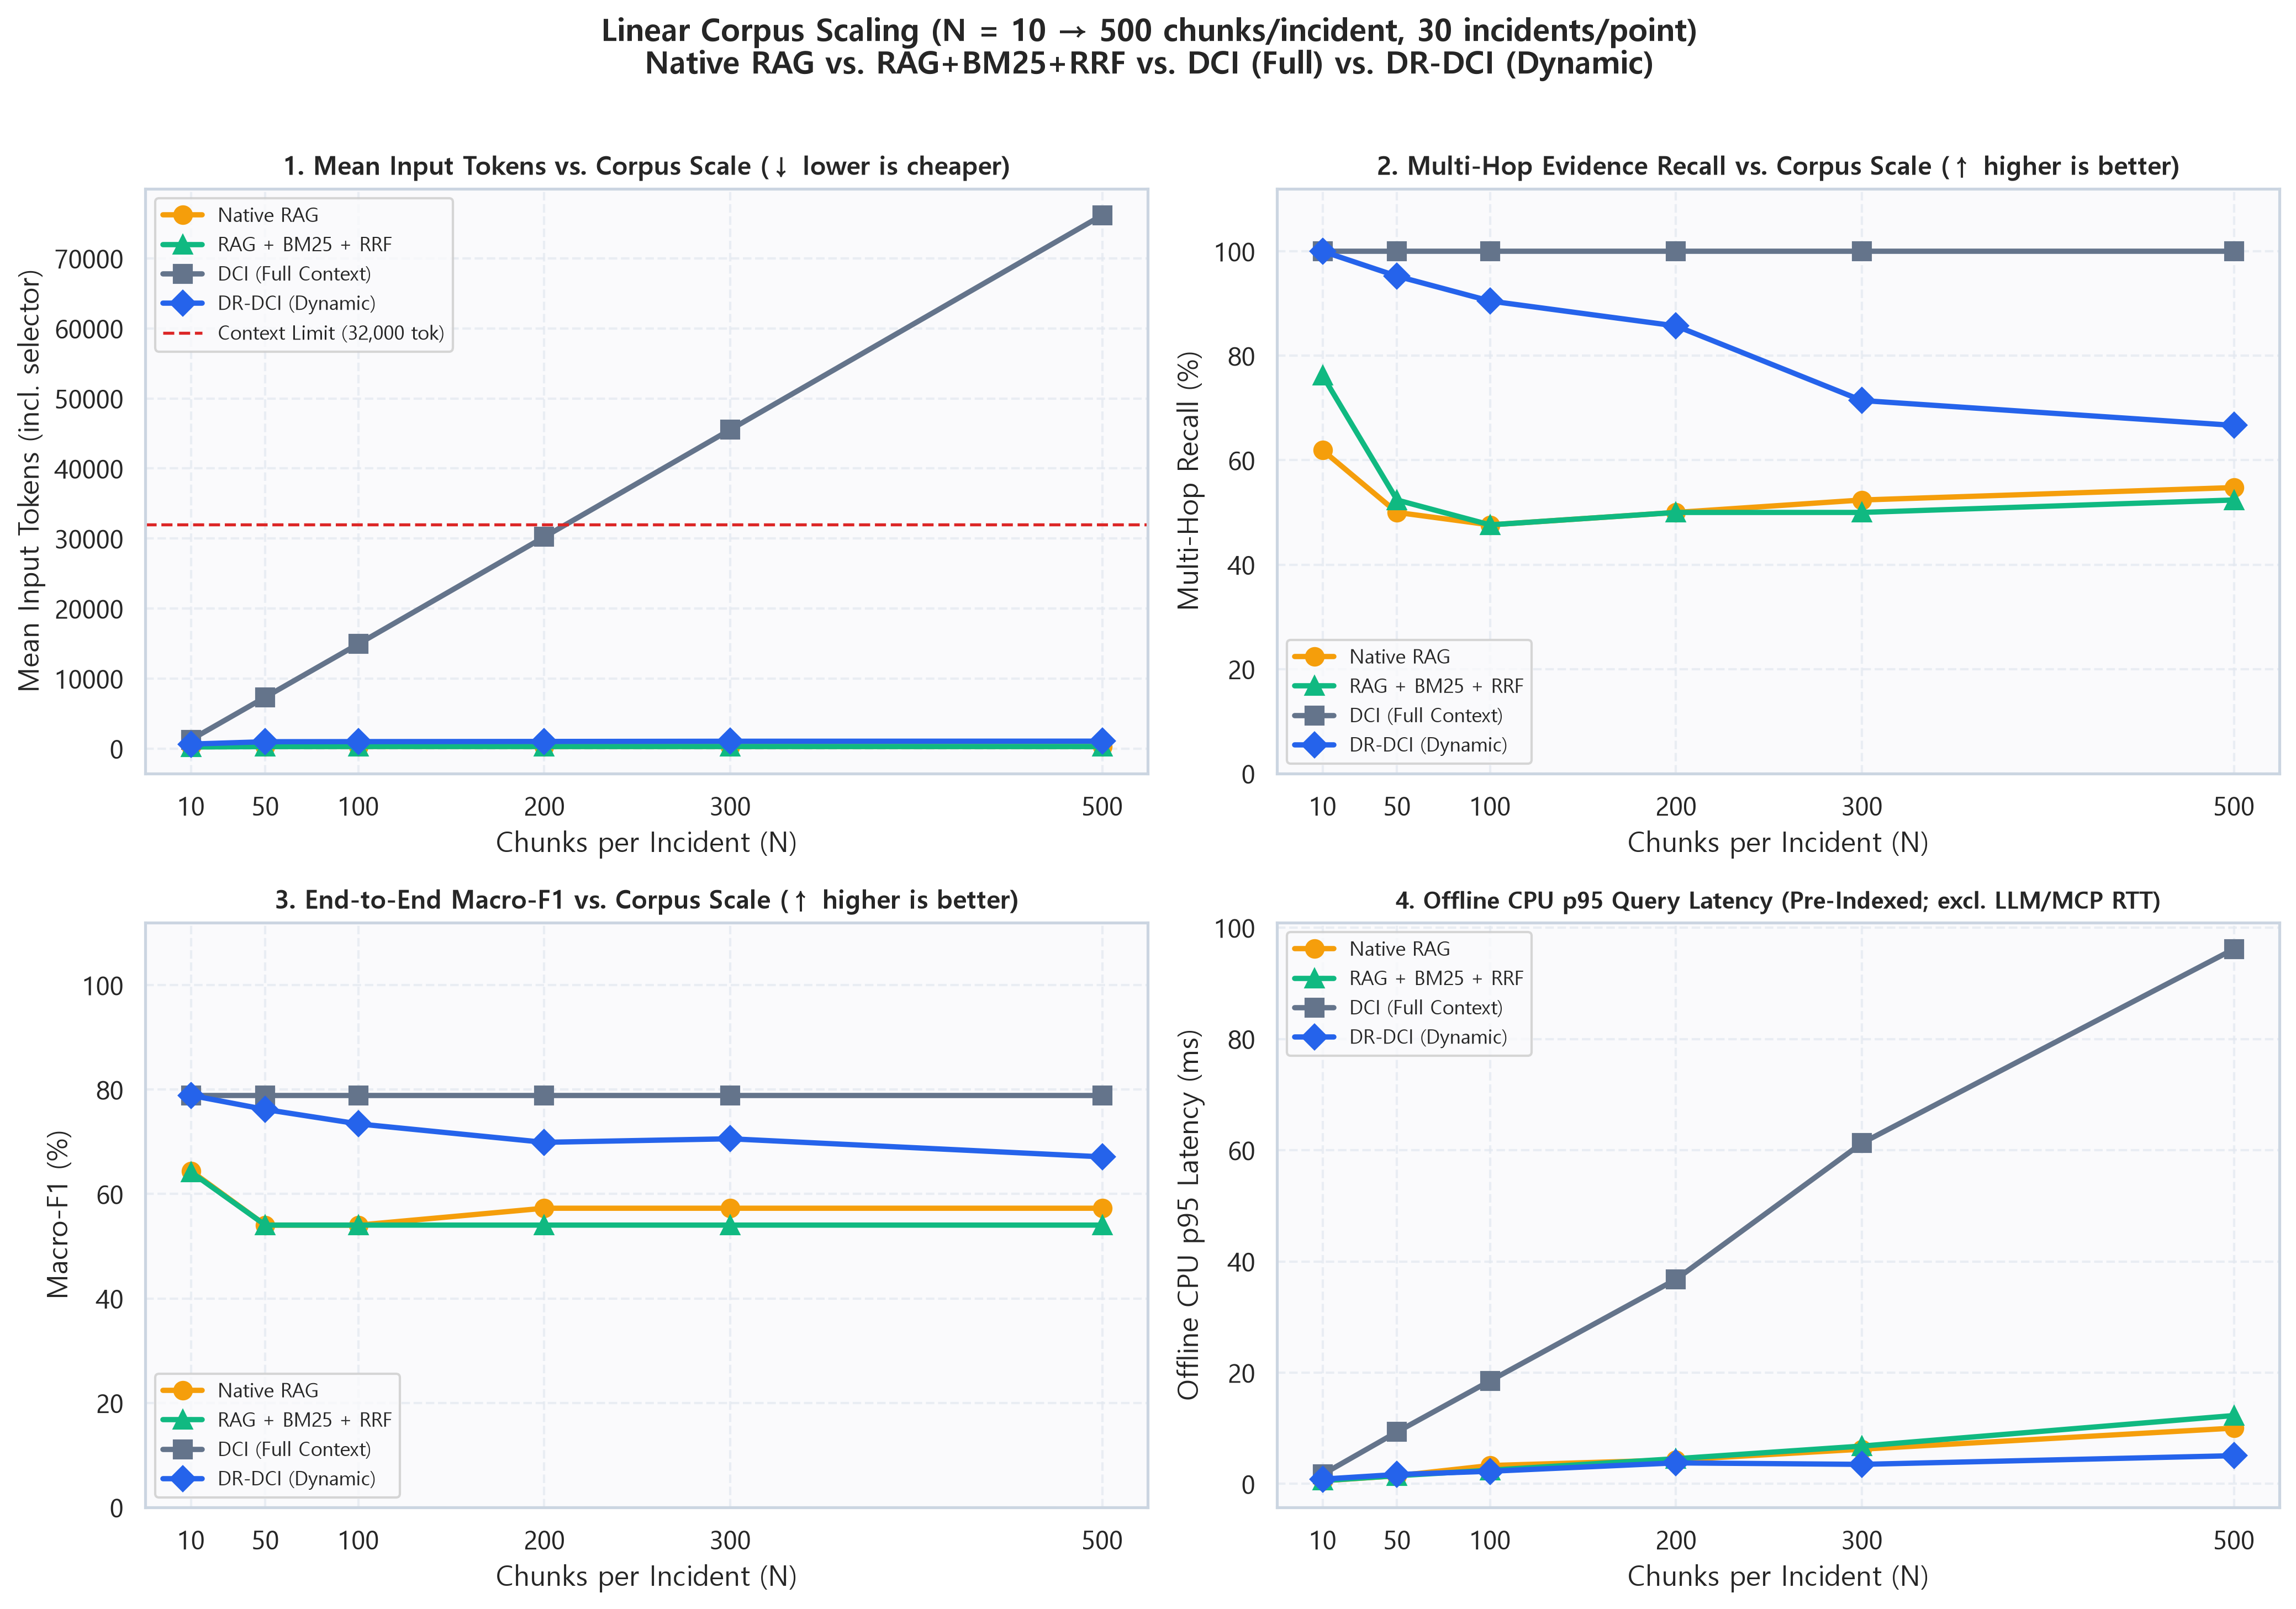 Linear Corpus Scaling (N = 10 → 500 chunks/incident, 30 incidents/point)
Native RAG vs. RAG+BM25+RRF vs. DCI (Full) vs. DR-DCI (Dynamic)
1. Mean Input Tokens vs. Corpus Scale (↓ lower is cheaper)
Mean Input Tokens (incl. selector)
70000
60000
50000
40000
30000
20000
10000
0
Native RAG
RAG + BM25 + RRF
DCI (Full Context)
DR-DCI (Dynamic)
Context Limit (32,000 tok)
10 50 100 200 300 500
Chunks per Incident (N)
2. Multi-Hop Evidence Recall vs. Corpus Scale (↑ higher is better)
Multi-Hop Recall (%)
100
80
60
40
20
0
Native RAG
RAG + BM25 + RRF
DCI (Full Context)
DR-DCI (Dynamic)
10 50 100 200 300 500
Chunks per Incident (N)
3. End-to-End Macro-F1 vs. Corpus Scale (↑ higher is better)
Macro-F1 (%)
100
80
60
40
20
0
Native RAG
RAG + BM25 + RRF
DCI (Full Context)
DR-DCI (Dynamic)
10 50 100 200 300 500
Chunks per Incident (N)
4. Offline CPU p95 Query Latency (Pre-Indexed; excl. LLM/MCP RTT)
Offline CPU p95 Latency (ms)
100
80
60
40
20
0
Native RAG
RAG + BM25 + RRF
DCI (Full Context)
DR-DCI (Dynamic)
10 50 100 200 300 500
Chunks per Incident (N)